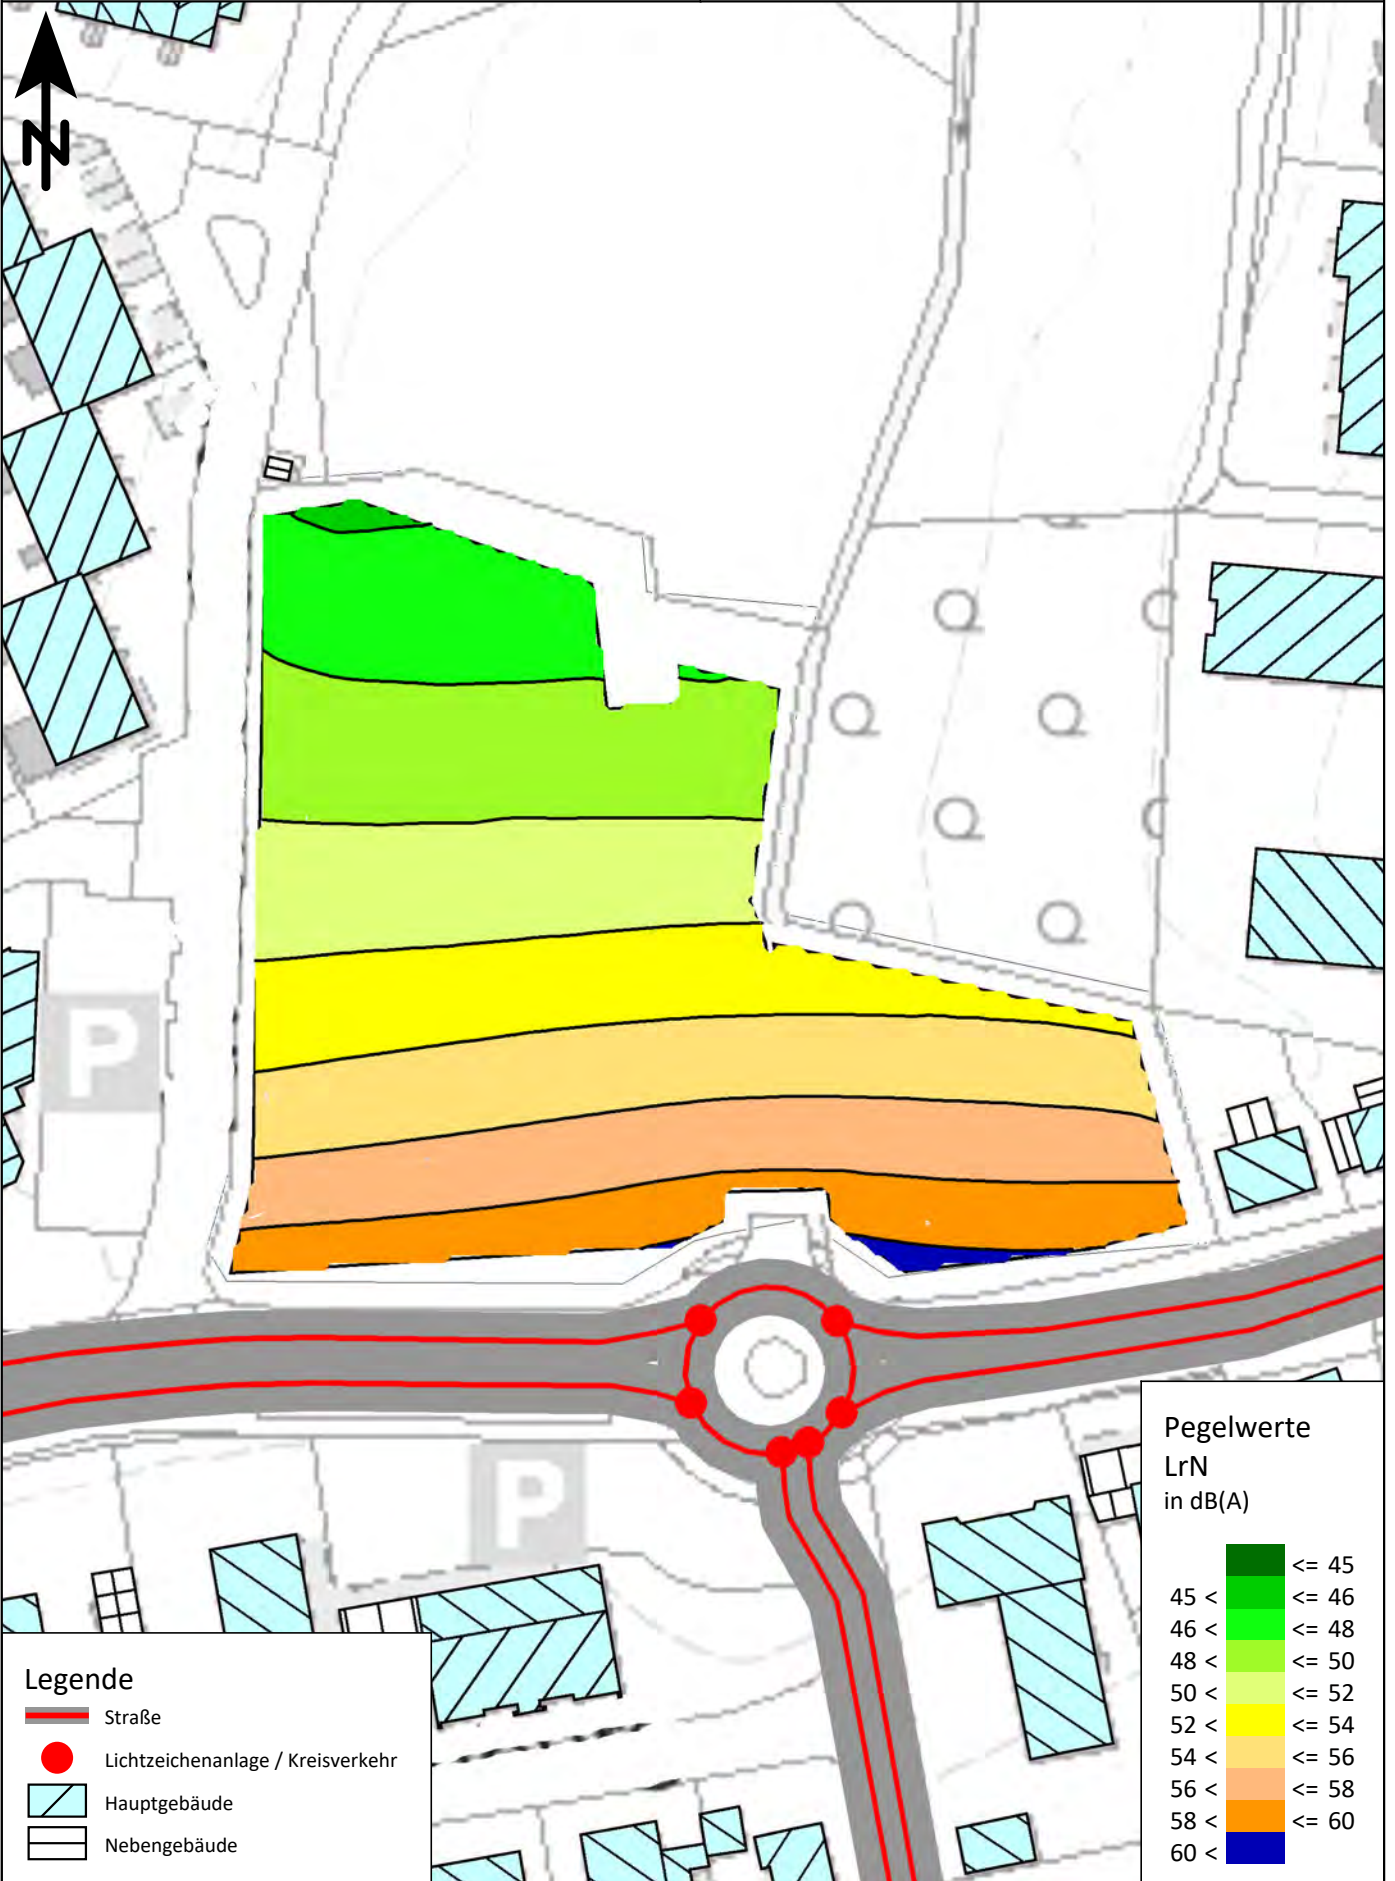 N
P
P
Pegelwerte
LrN
in dB(A)
<= 45
45 < <= 46
46 < <= 48
48 < <= 50
50 < <= 52
52 < <= 54
54 < <= 56
56 < <= 58
58 < <= 60
60 <
Legende
Straße
Lichtzeichenanlage / Kreisverkehr
Hauptgebäude
Nebengebäude